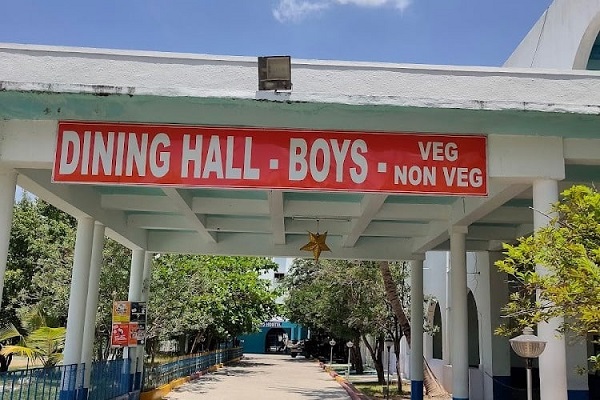 DINING HALL - BOYS - VEG
NON VEG